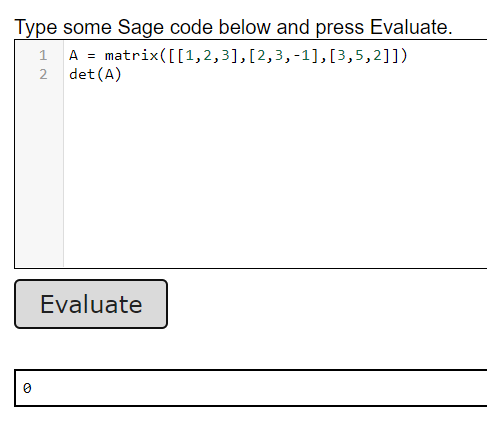 Type some Sage code below and press Evaluate.
1 A = matrix([[1,2,3],[2,3,-1],[3,5,2]])
2 det(A)
Evaluate
0